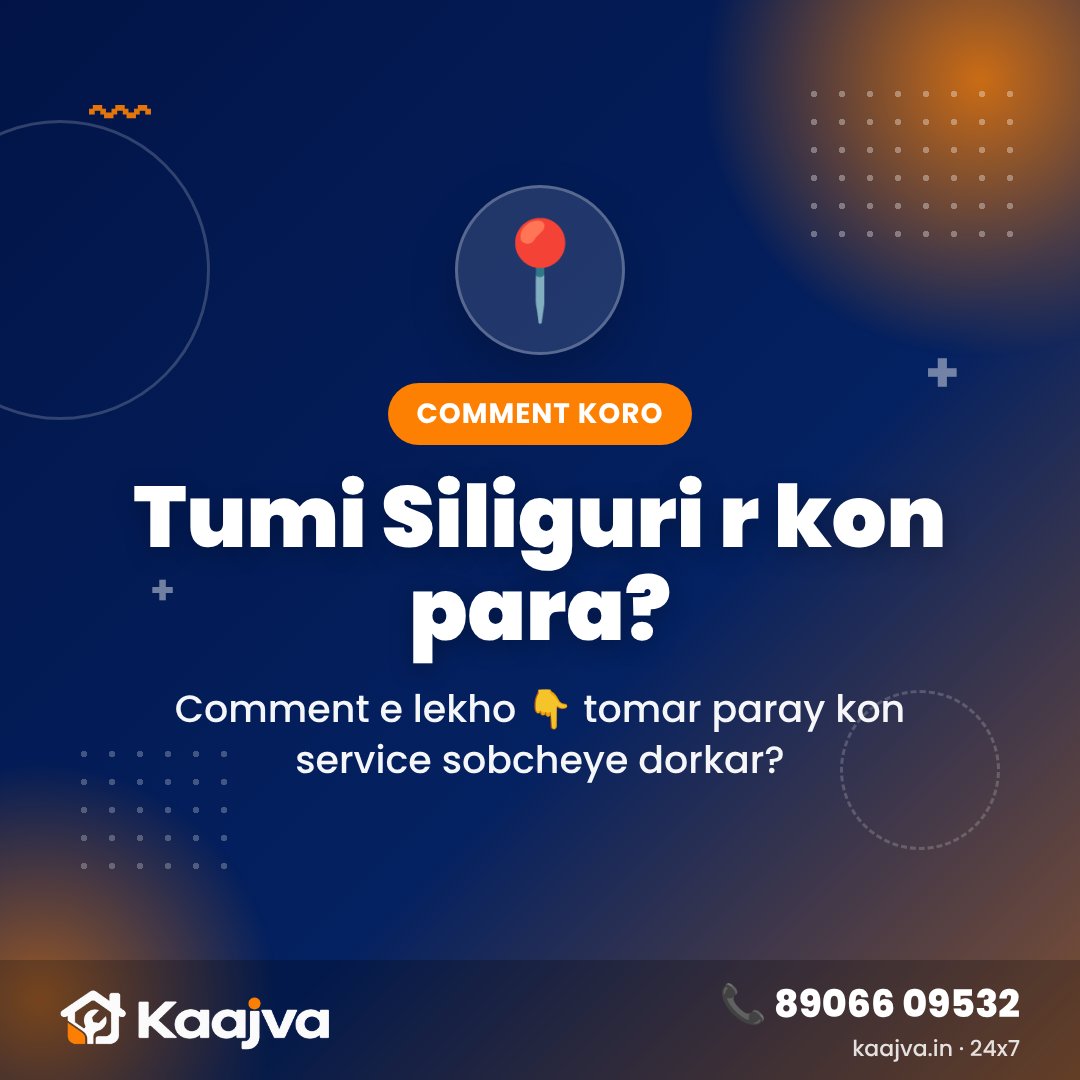 COMMENT KORO
Tumi Siliguri r kon
para?
Comment e lekho 👇 tomar paray kon
service sobcheye dorkar?
Kaajva
📞 89066 09532
kaajva.in · 24x7